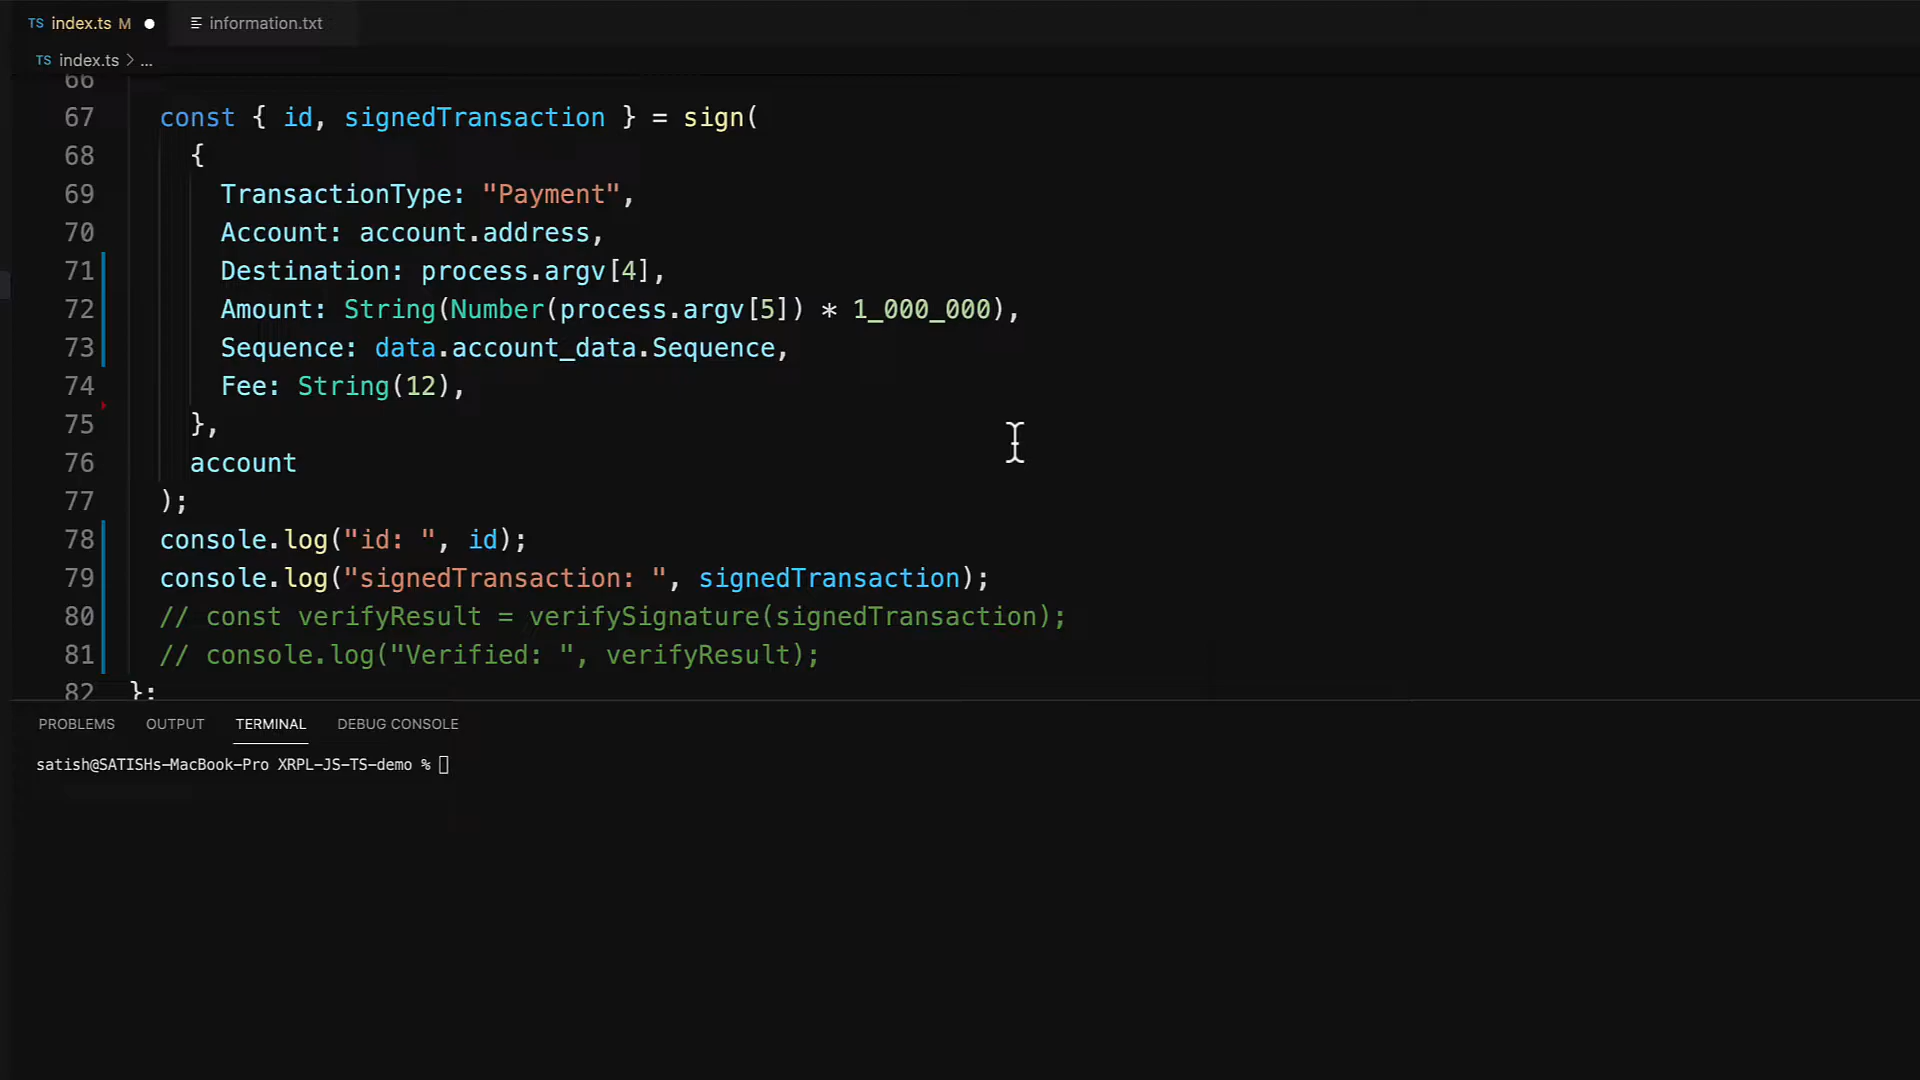 TS index.ts M information.txt
TS index.ts > ...
66
67 const { id, signedTransaction } = sign(
68 {
69 TransactionType: "Payment",
70 Account: account.address,
71 Destination: process.argv[4],
72 Amount: String(Number(process.argv[5]) * 1_000_000),
73 Sequence: data.account_data.Sequence,
74 Fee: String(12),
75 },
76 account
77 );
78 console.log("id: ", id);
79 console.log("signedTransaction: ", signedTransaction);
80 // const verifyResult = verifySignature(signedTransaction);
81 // console.log("Verified: ", verifyResult);
82 };
PROBLEMS OUTPUT TERMINAL DEBUG CONSOLE
satish@SATISHs-MacBook-Pro XRPL-JS-TS-demo %